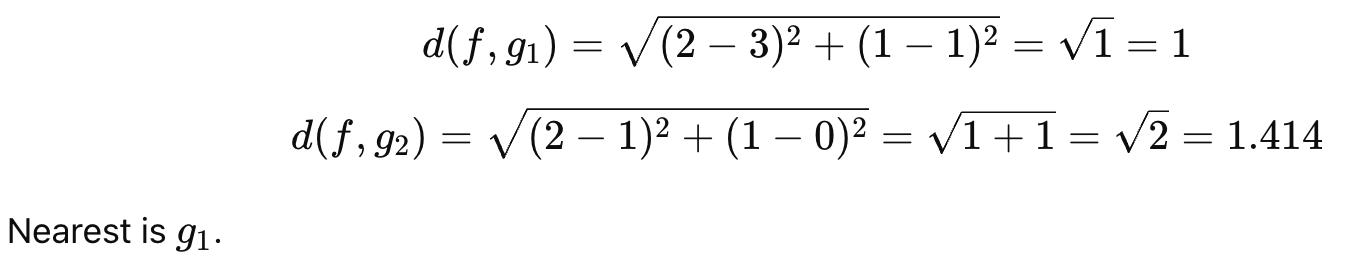 d(f, g₁) = √((2 − 3)² + (1 − 1)²) = √1 = 1
d(f, g₂) = √((2 − 1)² + (1 − 0)²) = √(1 + 1) = √2 = 1.414
Nearest is g₁.